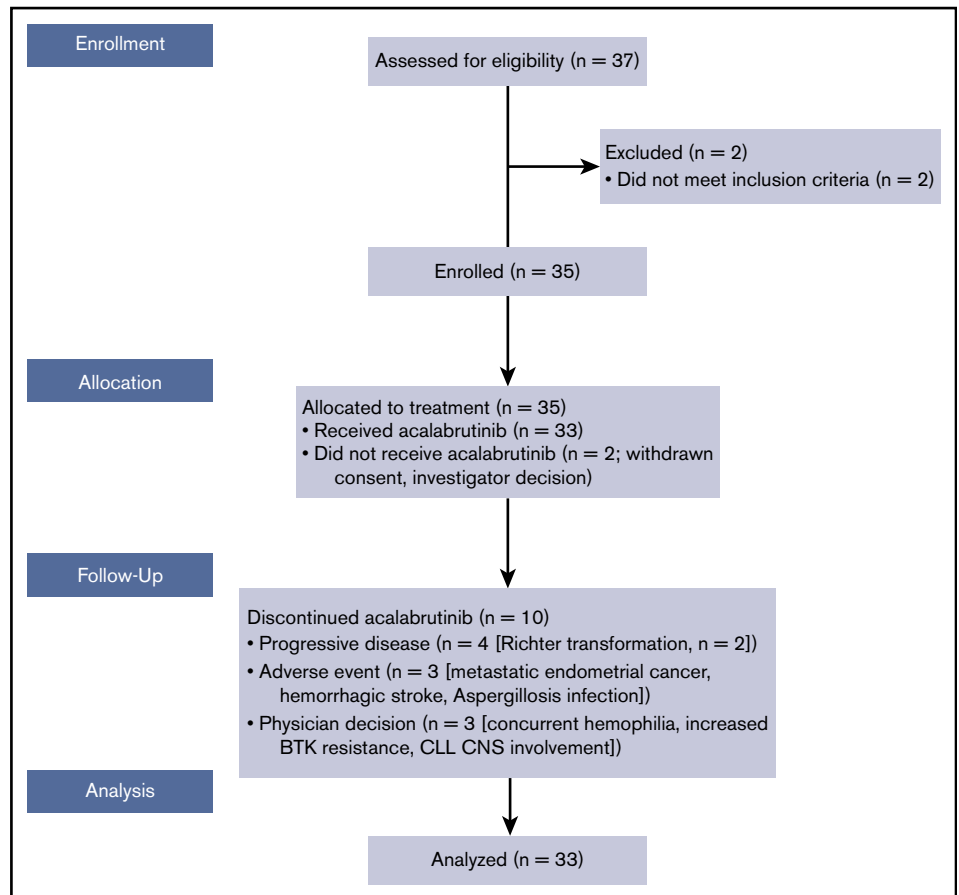 Enrollment
Assessed for eligibility (n = 37)
Excluded (n = 2)
• Did not meet inclusion criteria (n = 2)
Enrolled (n = 35)
Allocation
Allocated to treatment (n = 35)
• Received acalabrutinib (n = 33)
• Did not receive acalabrutinib (n = 2; withdrawn
consent, investigator decision)
Follow-Up
Discontinued acalabrutinib (n = 10)
• Progressive disease (n = 4 [Richter transformation, n = 2])
• Adverse event (n = 3 [metastatic endometrial cancer,
hemorrhagic stroke, Aspergillosis infection])
• Physician decision (n = 3 [concurrent hemophilia, increased
BTK resistance, CLL CNS involvement])
Analysis
Analyzed (n = 33)